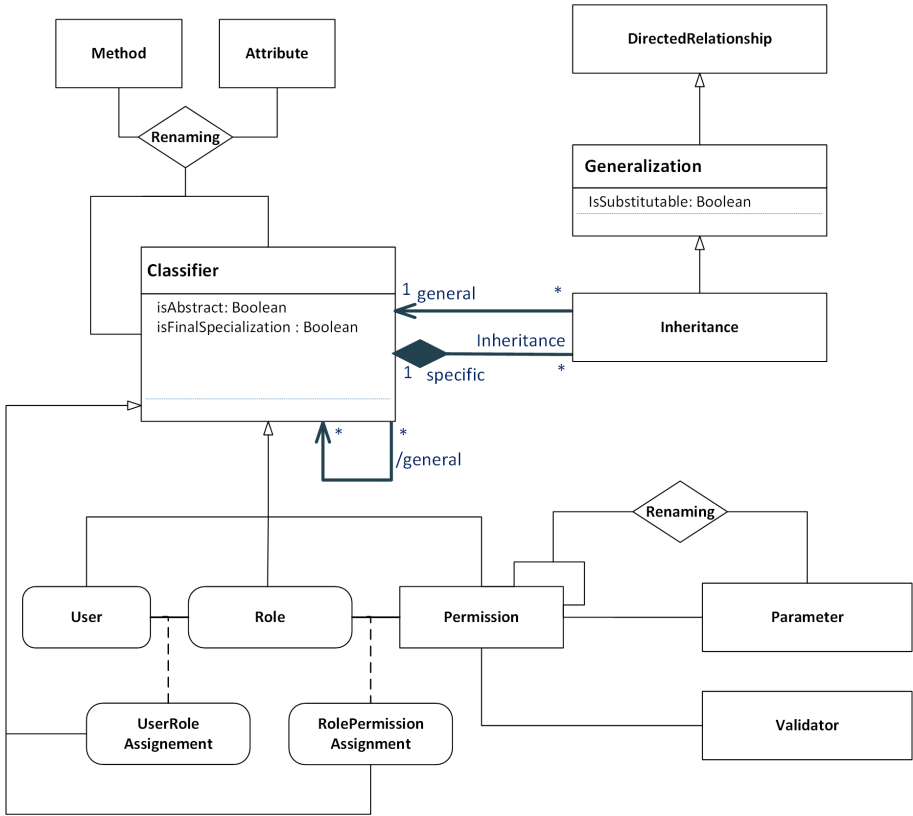 Method
Attribute
DirectedRelationship
Renaming
Generalization
IsSubstitutable: Boolean
Classifier
isAbstract: Boolean
isFinalSpecialization : Boolean
1 general *
Inheritance
Inheritance
1 specific *
* *
/general
Renaming
User
Role
Permission
Parameter
UserRole
Assignement
RolePermission
Assignment
Validator